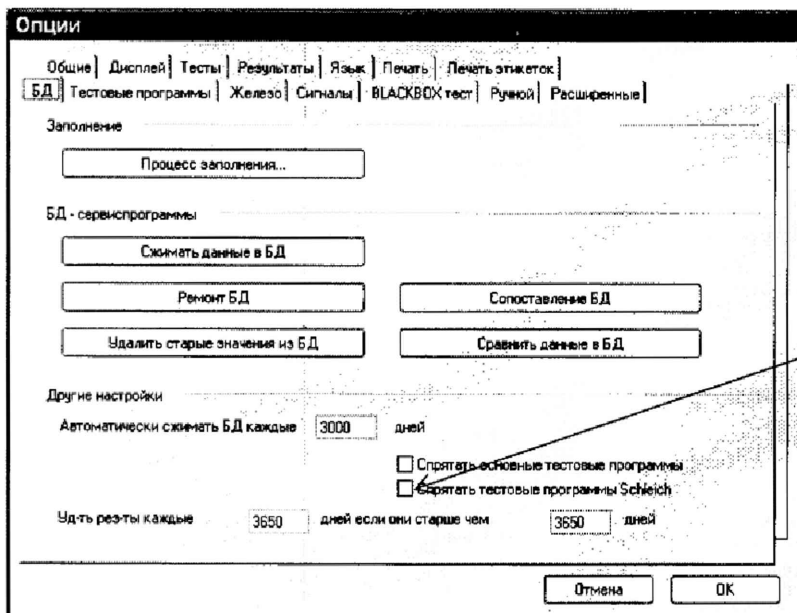 Опции
Общие Дисплей Тесты Результаты Язык Печать Печать этикеток
БД Тестовые программы Железо Сигналы BLACKBOX тест Ручной Расширенные
Заполнение
Процесс заполнения...
БД - сервиспрограммы
Сжимать данные в БД
Ремонт БД Сопоставление БД
Удалить старые значения из БД Сравнить данные в БД
Другие настройки
Автоматически сжимать БД каждые 3000 дней
Спрятать основные тестовые программы
Спрятать тестовые программы Schleich
Уд-ть рез-ты каждые 3650 дней если они старше чем 3650 дней
Отмена OK